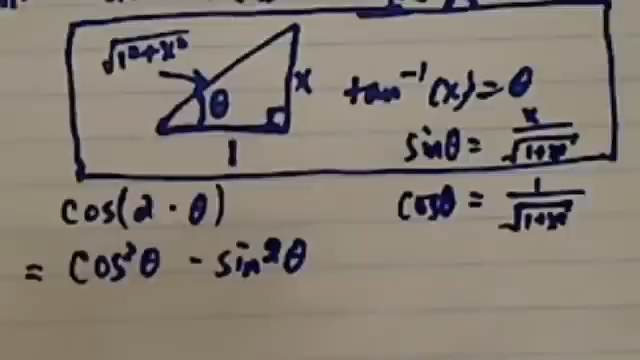 √1²+x²
θ
x
1
tan⁻¹(x) = θ
sinθ = x/√1+x²
cos(2 · θ)
cosθ = 1/√1+x²
= cos²θ - sin²θ